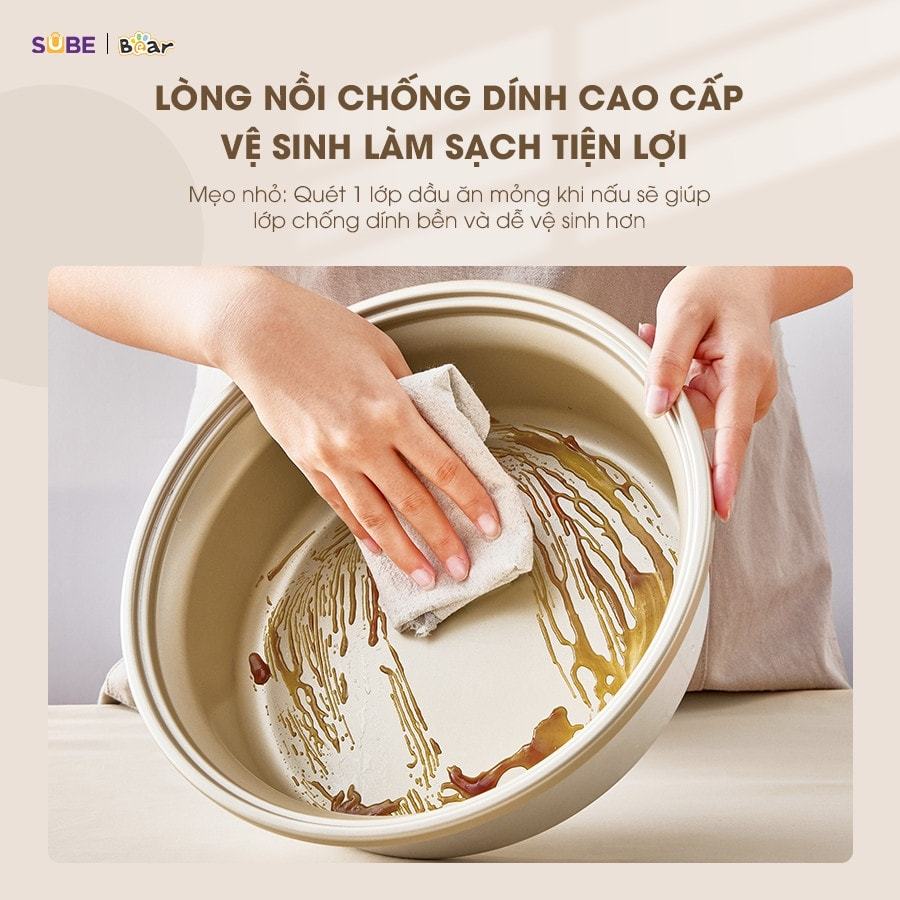 SUBE | Bear
LÒNG NỒI CHỐNG DÍNH CAO CẤP
VỆ SINH LÀM SẠCH TIỆN LỢI
Mẹo nhỏ: Quét 1 lớp dầu ăn mỏng khi nấu sẽ giúp
lớp chống dính bền và dễ vệ sinh hơn